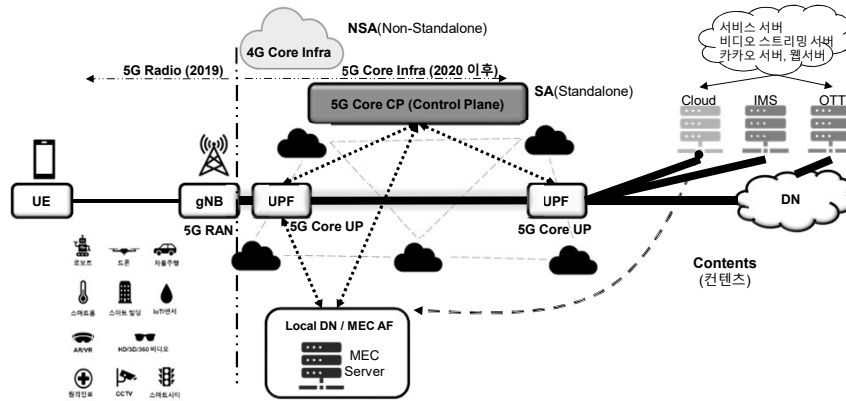 NSA(Non-Standalone)
4G Core Infra
서비스 서버
비디오 스트리밍 서버
카카오 서버, 웹서버
5G Radio (2019)
5G Core Infra (2020 이후)
SA(Standalone)
5G Core CP (Control Plane)
Cloud
IMS
OTT
UE
gNB
UPF
UPF
DN
5G RAN
5G Core UP
5G Core UP
로보트
드론
자율주행
Contents
(컨텐츠)
스마트홈
스마트 빌딩
IoT/센서
Local DN / MEC AF
MEC
Server
AR/VR
HD/3D/360 비디오
원격진료
CCTV
스마트시티